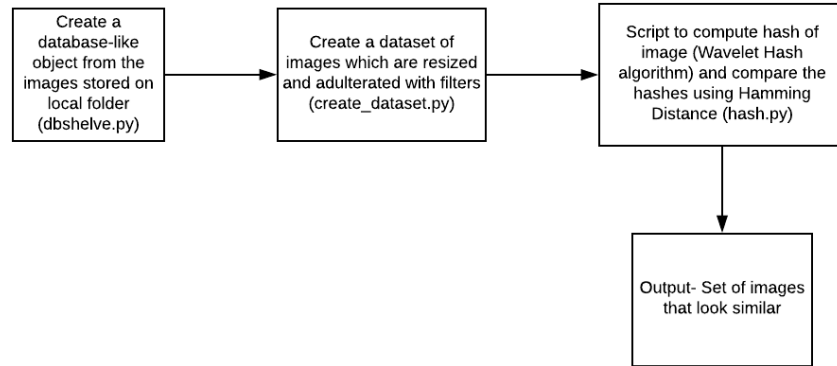 Create a
database-like
object from the
images stored on
local folder
(dbshelve.py)
Create a dataset of
images which are resized
and adulterated with filters
(create_dataset.py)
Script to compute hash of
image (Wavelet Hash
algorithm) and compare the
hashes using Hamming
Distance (hash.py)
Output- Set of images
that look similar